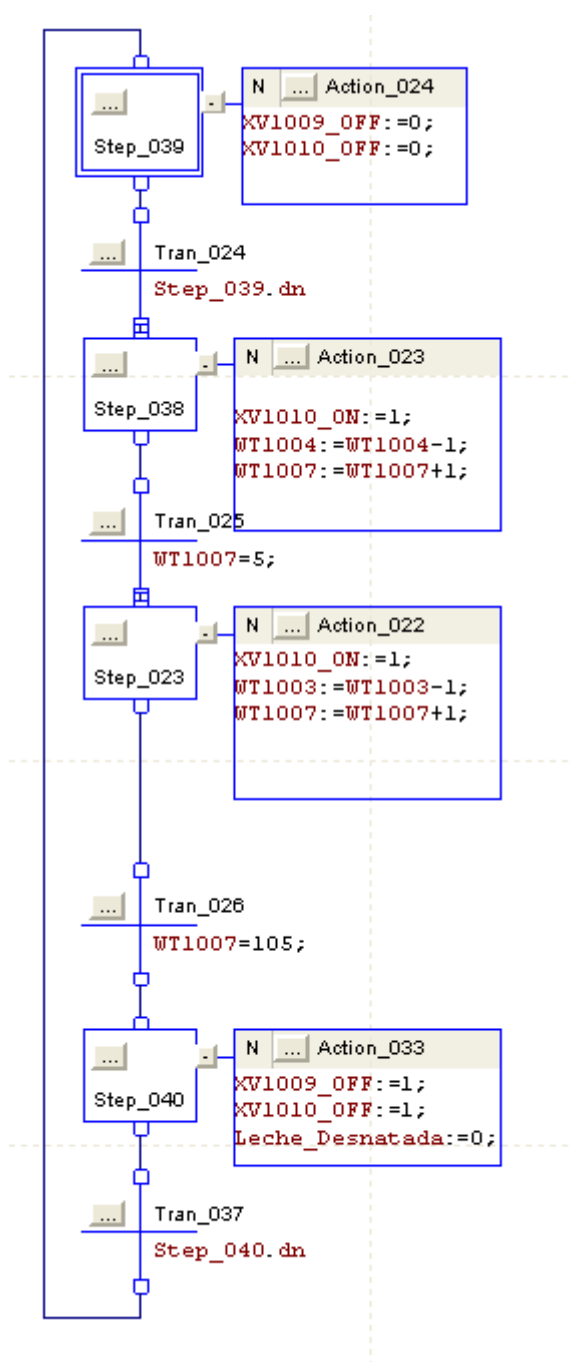 N ... Action_024
...
XV1009_OFF:=0;
Step_039
XV1010_OFF:=0;
... Tran_024
Step_039.dn
N ... Action_023
...
Step_038
XV1010_ON:=1;
WT1004:=WT1004-1;
WT1007:=WT1007+1;
... Tran_025
WT1007=5;
N ... Action_022
...
XV1010_ON:=1;
Step_023
WT1003:=WT1003-1;
WT1007:=WT1007+1;
... Tran_026
WT1007=105;
N ... Action_033
...
XV1009_OFF:=1;
Step_040
XV1010_OFF:=1;
Leche_Desnatada:=0;
... Tran_037
Step_040.dn